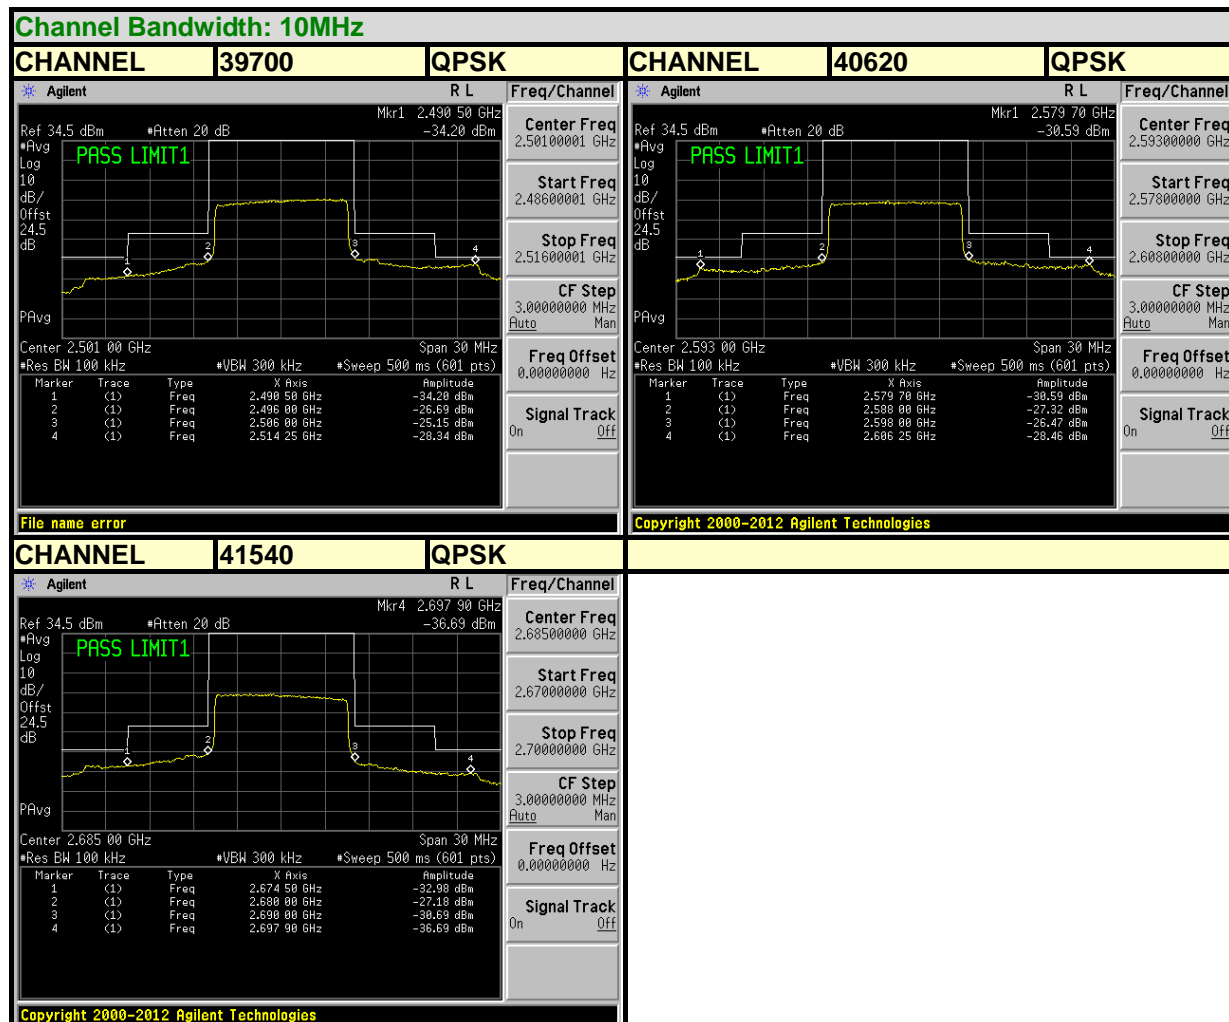 Channel Bandwidth: 10MHz
CHANNEL 39700 QPSK CHANNEL 40620 QPSK
Agilent R L Freq/Channel
Mkr1 2.490 50 GHz
Ref 34.5 dBm #Atten 20 dB -34.20 dBm
#Avg
Log
10
dB/
Offst
24.5
dB
PAvg
PASS LIMIT1
1
2
3
4
Center 2.501 00 GHz Span 30 MHz
#Res BW 100 kHz #VBW 300 kHz #Sweep 500 ms (601 pts)
Marker Trace Type X Axis Amplitude
1 (1) Freq 2.490 50 GHz -34.20 dBm
2 (1) Freq 2.496 00 GHz -26.69 dBm
3 (1) Freq 2.506 00 GHz -25.15 dBm
4 (1) Freq 2.514 25 GHz -28.34 dBm
File name error
Center Freq
2.50100001 GHz
Start Freq
2.48600001 GHz
Stop Freq
2.51600001 GHz
CF Step
3.00000000 MHz
Auto Man
Freq Offset
0.00000000 Hz
Signal Track
On Off
Agilent R L Freq/Channel
Mkr1 2.579 70 GHz
Ref 34.5 dBm #Atten 20 dB -30.59 dBm
#Avg
Log
10
dB/
Offst
24.5
dB
PAvg
PASS LIMIT1
1
2
3
4
Center 2.593 00 GHz Span 30 MHz
#Res BW 100 kHz #VBW 300 kHz #Sweep 500 ms (601 pts)
Marker Trace Type X Axis Amplitude
1 (1) Freq 2.579 70 GHz -30.59 dBm
2 (1) Freq 2.588 00 GHz -27.32 dBm
3 (1) Freq 2.598 00 GHz -26.47 dBm
4 (1) Freq 2.606 25 GHz -28.46 dBm
Copyright 2000-2012 Agilent Technologies
Center Freq
2.59300000 GHz
Start Freq
2.57800000 GHz
Stop Freq
2.60800000 GHz
CF Step
3.00000000 MHz
Auto Man
Freq Offset
0.00000000 Hz
Signal Track
On Off
CHANNEL 41540 QPSK
Agilent R L Freq/Channel
Mkr4 2.697 90 GHz
Ref 34.5 dBm #Atten 20 dB -36.69 dBm
#Avg
Log
10
dB/
Offst
24.5
dB
PAvg
PASS LIMIT1
1
2
3
4
Center 2.685 00 GHz Span 30 MHz
#Res BW 100 kHz #VBW 300 kHz #Sweep 500 ms (601 pts)
Marker Trace Type X Axis Amplitude
1 (1) Freq 2.674 50 GHz -32.98 dBm
2 (1) Freq 2.680 00 GHz -27.18 dBm
3 (1) Freq 2.690 00 GHz -30.69 dBm
4 (1) Freq 2.697 90 GHz -36.69 dBm
Copyright 2000-2012 Agilent Technologies
Center Freq
2.68500000 GHz
Start Freq
2.67000000 GHz
Stop Freq
2.70000000 GHz
CF Step
3.00000000 MHz
Auto Man
Freq Offset
0.00000000 Hz
Signal Track
On Off